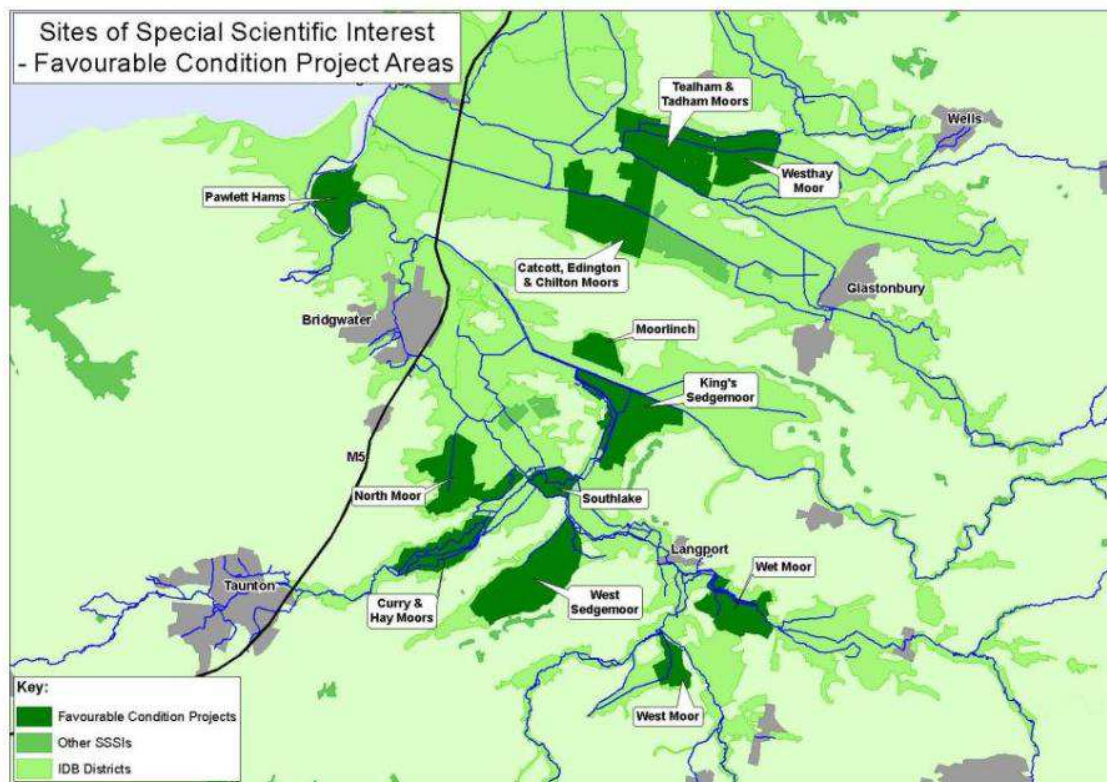 Sites of Special Scientific Interest
- Favourable Condition Project Areas
Tealham &
Tadham Moors
Wells
Westhay
Moor
Pawlett Hams
Catcott, Edington
& Chilton Moors
Glastonbury
Bridgwater
Moorlinch
King's
Sedgemoor
M5
North Moor
Southlake
Langport
Wet Moor
Taunton
Curry &
Hay Moors
West
Sedgemoor
West Moor
Key:
Favourable Condition Projects
Other SSSIs
IDB Districts